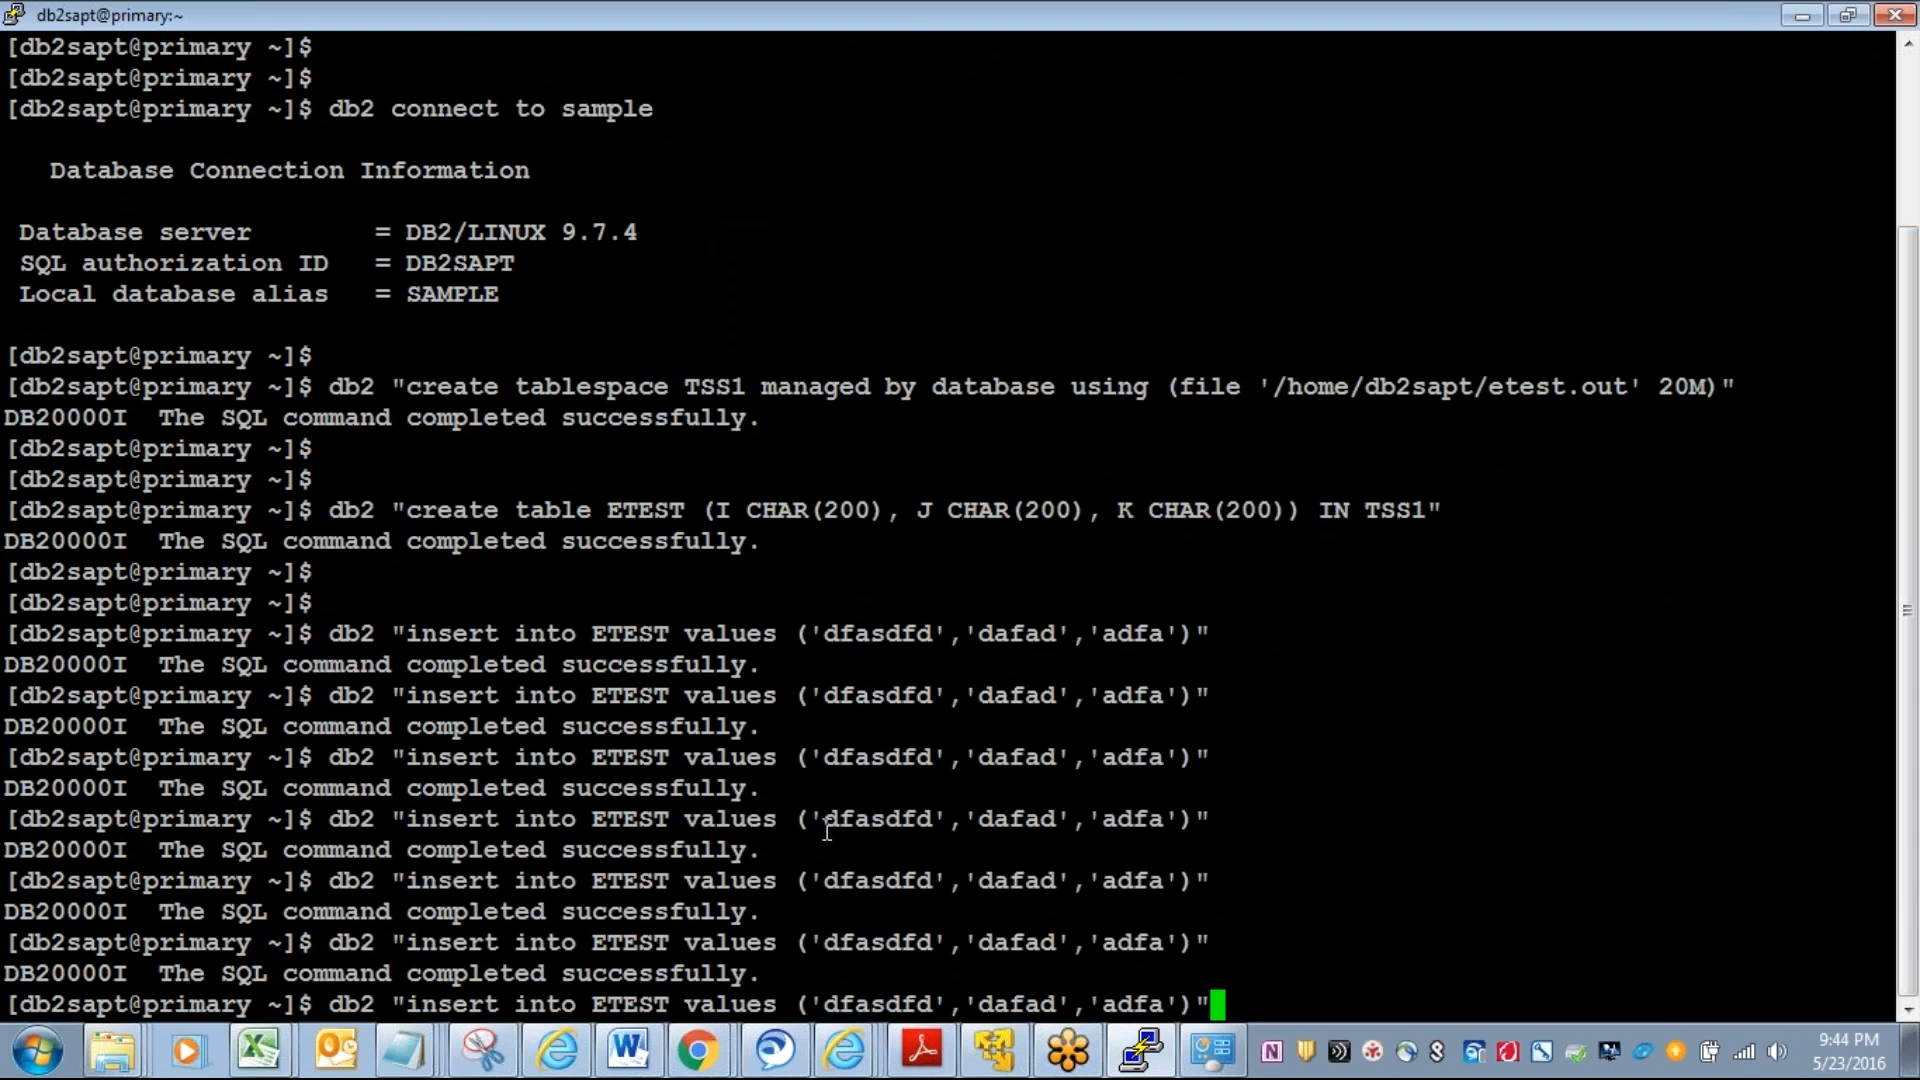 db2sapt@primary:~
[db2sapt@primary ~]$
[db2sapt@primary ~]$
[db2sapt@primary ~]$ db2 connect to sample
Database Connection Information
Database server = DB2/LINUX 9.7.4
SQL authorization ID = DB2SAPT
Local database alias = SAMPLE
[db2sapt@primary ~]$
[db2sapt@primary ~]$ db2 "create tablespace TSS1 managed by database using (file '/home/db2sapt/etest.out' 20M)"
DB20000I The SQL command completed successfully.
[db2sapt@primary ~]$
[db2sapt@primary ~]$
[db2sapt@primary ~]$ db2 "create table ETEST (I CHAR(200), J CHAR(200), K CHAR(200)) IN TSS1"
DB20000I The SQL command completed successfully.
[db2sapt@primary ~]$
[db2sapt@primary ~]$
[db2sapt@primary ~]$ db2 "insert into ETEST values ('dfasdfd','dafad','adfa')"
DB20000I The SQL command completed successfully.
[db2sapt@primary ~]$ db2 "insert into ETEST values ('dfasdfd','dafad','adfa')"
DB20000I The SQL command completed successfully.
[db2sapt@primary ~]$ db2 "insert into ETEST values ('dfasdfd','dafad','adfa')"
DB20000I The SQL command completed successfully.
[db2sapt@primary ~]$ db2 "insert into ETEST values ('dfasdfd','dafad','adfa')"
DB20000I The SQL command completed successfully.
[db2sapt@primary ~]$ db2 "insert into ETEST values ('dfasdfd','dafad','adfa')"
DB20000I The SQL command completed successfully.
[db2sapt@primary ~]$ db2 "insert into ETEST values ('dfasdfd','dafad','adfa')"
DB20000I The SQL command completed successfully.
[db2sapt@primary ~]$ db2 "insert into ETEST values ('dfasdfd','dafad','adfa')"
9:44 PM
5/23/2016